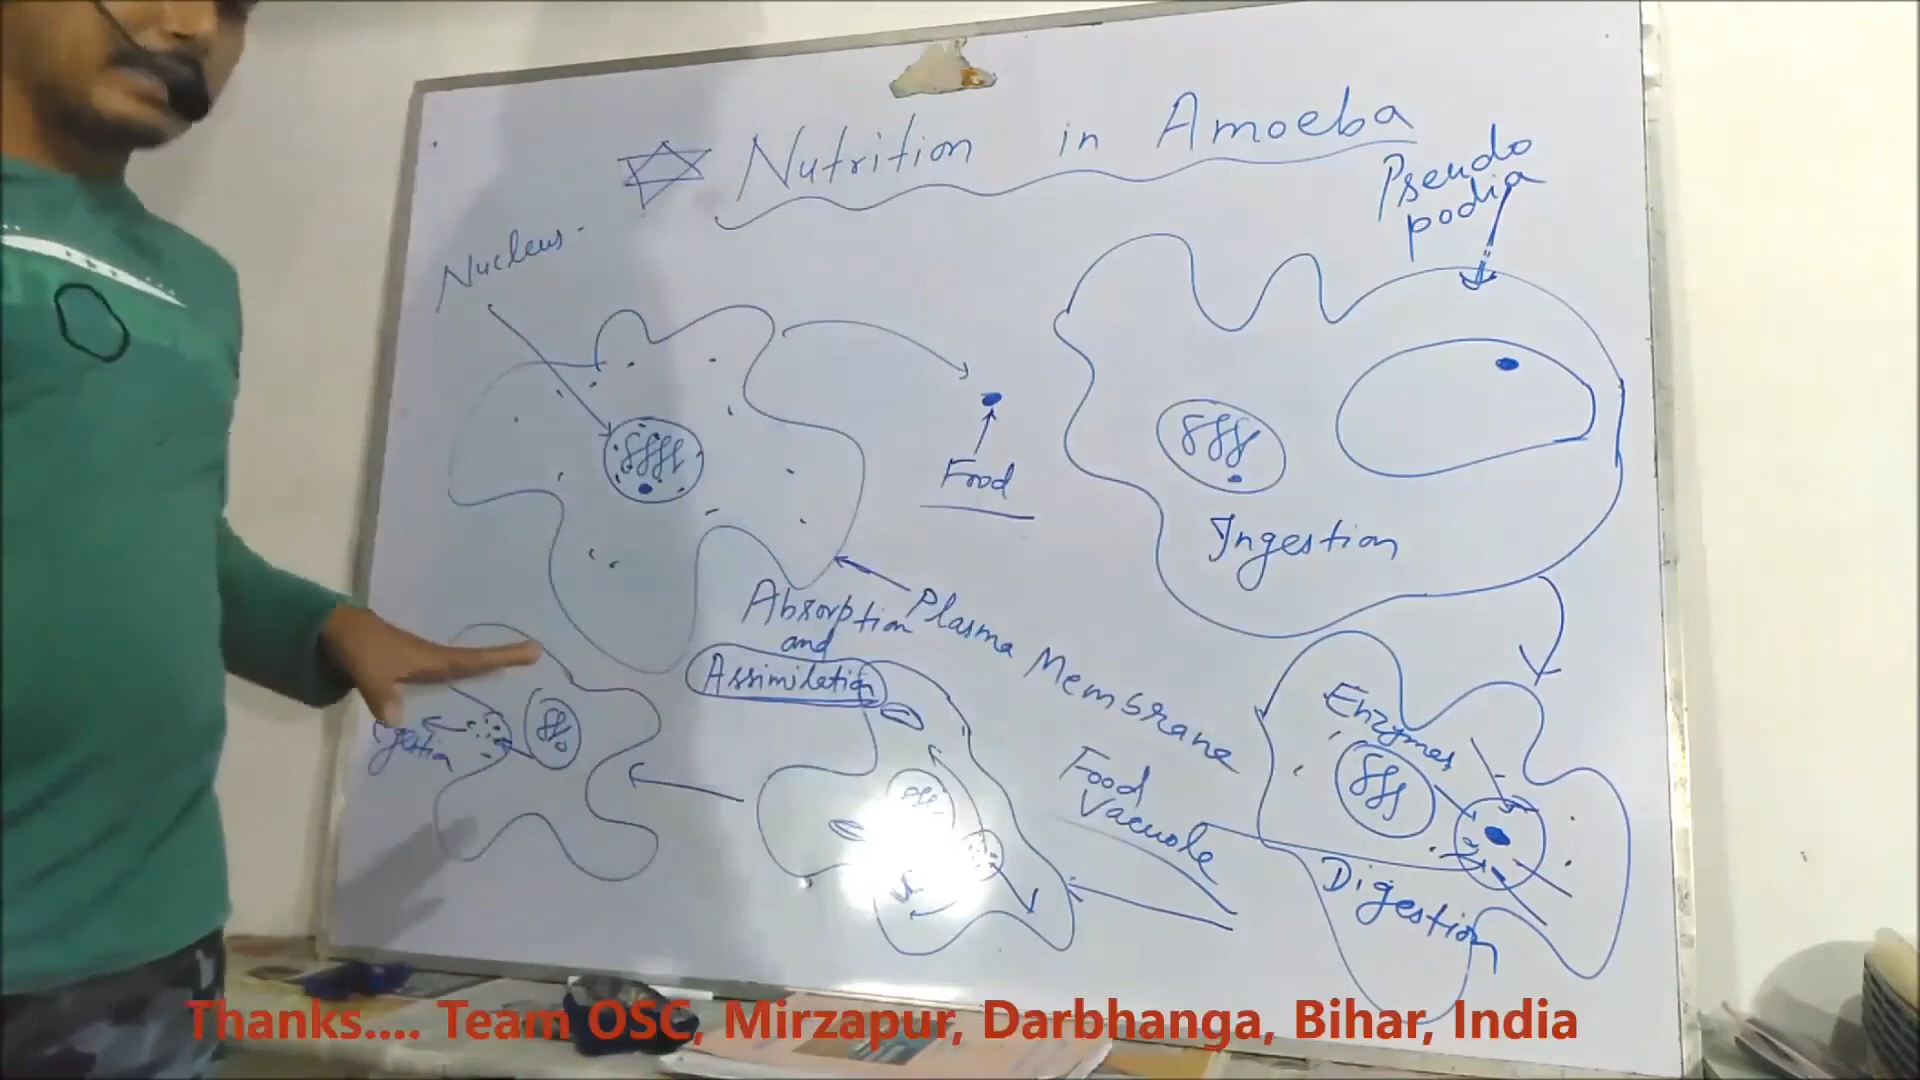 Nutrition in Amoeba
Pseudo
podia
Nucleus
Food
Ingestion
Plasma Membrane
Absorption
and
Assimilation
Enzymes
Food
Vacuole
Digestion
Thanks.... Team OSC, Mirzapur, Darbhanga, Bihar, India